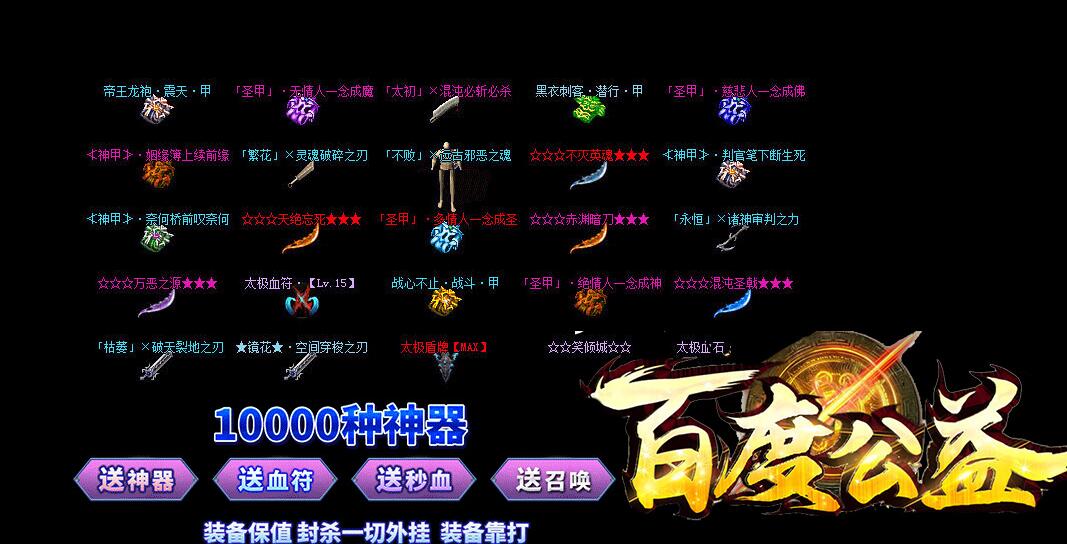 帝王龙袍·震天·甲
「圣甲」·无情人一念成魔
「太初」×混沌必斩必杀
黑衣刺客·潜行·甲
「圣甲」·慈悲人一念成佛
≮神甲≯·姻缘簿上续前缘
「繁花」×灵魂破碎之刃
「不败」×亘古邪恶之魂
☆☆☆不灭英魂★★★
≮神甲≯·判官笔下断生死
≮神甲≯·奈何桥前叹奈何
☆☆☆天绝忘死★★★
「圣甲」·多情人一念成圣
☆☆☆赤渊暗刀★★★
「永恒」×诸神审判之力
☆☆☆万恶之源★★★
太极血符·【Lv.15】
战心不止·战斗·甲
「圣甲」·绝情人一念成神
☆☆☆混沌圣戟★★★
「枯萎」×破天裂地之刃
★镜花★·空间穿梭之刃
太极盾牌【MAX】
☆☆笑倾城☆☆
太极血石
百度公益
10000种神器
送神器
送血符
送秒血
送召唤
装备保值 封杀一切外挂 装备靠打